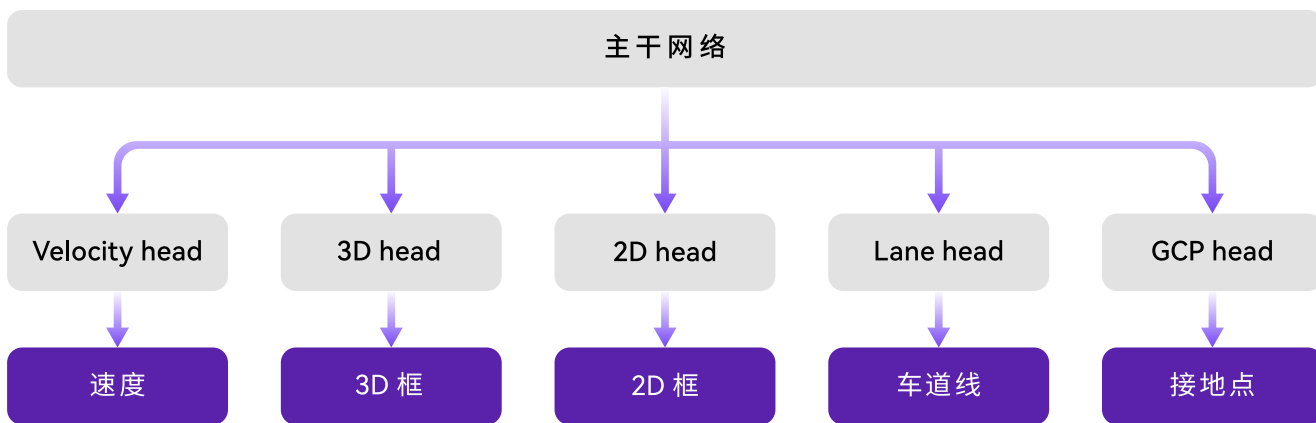 主干网络
Velocity head
3D head
2D head
Lane head
GCP head
速度
3D 框
2D 框
车道线
接地点